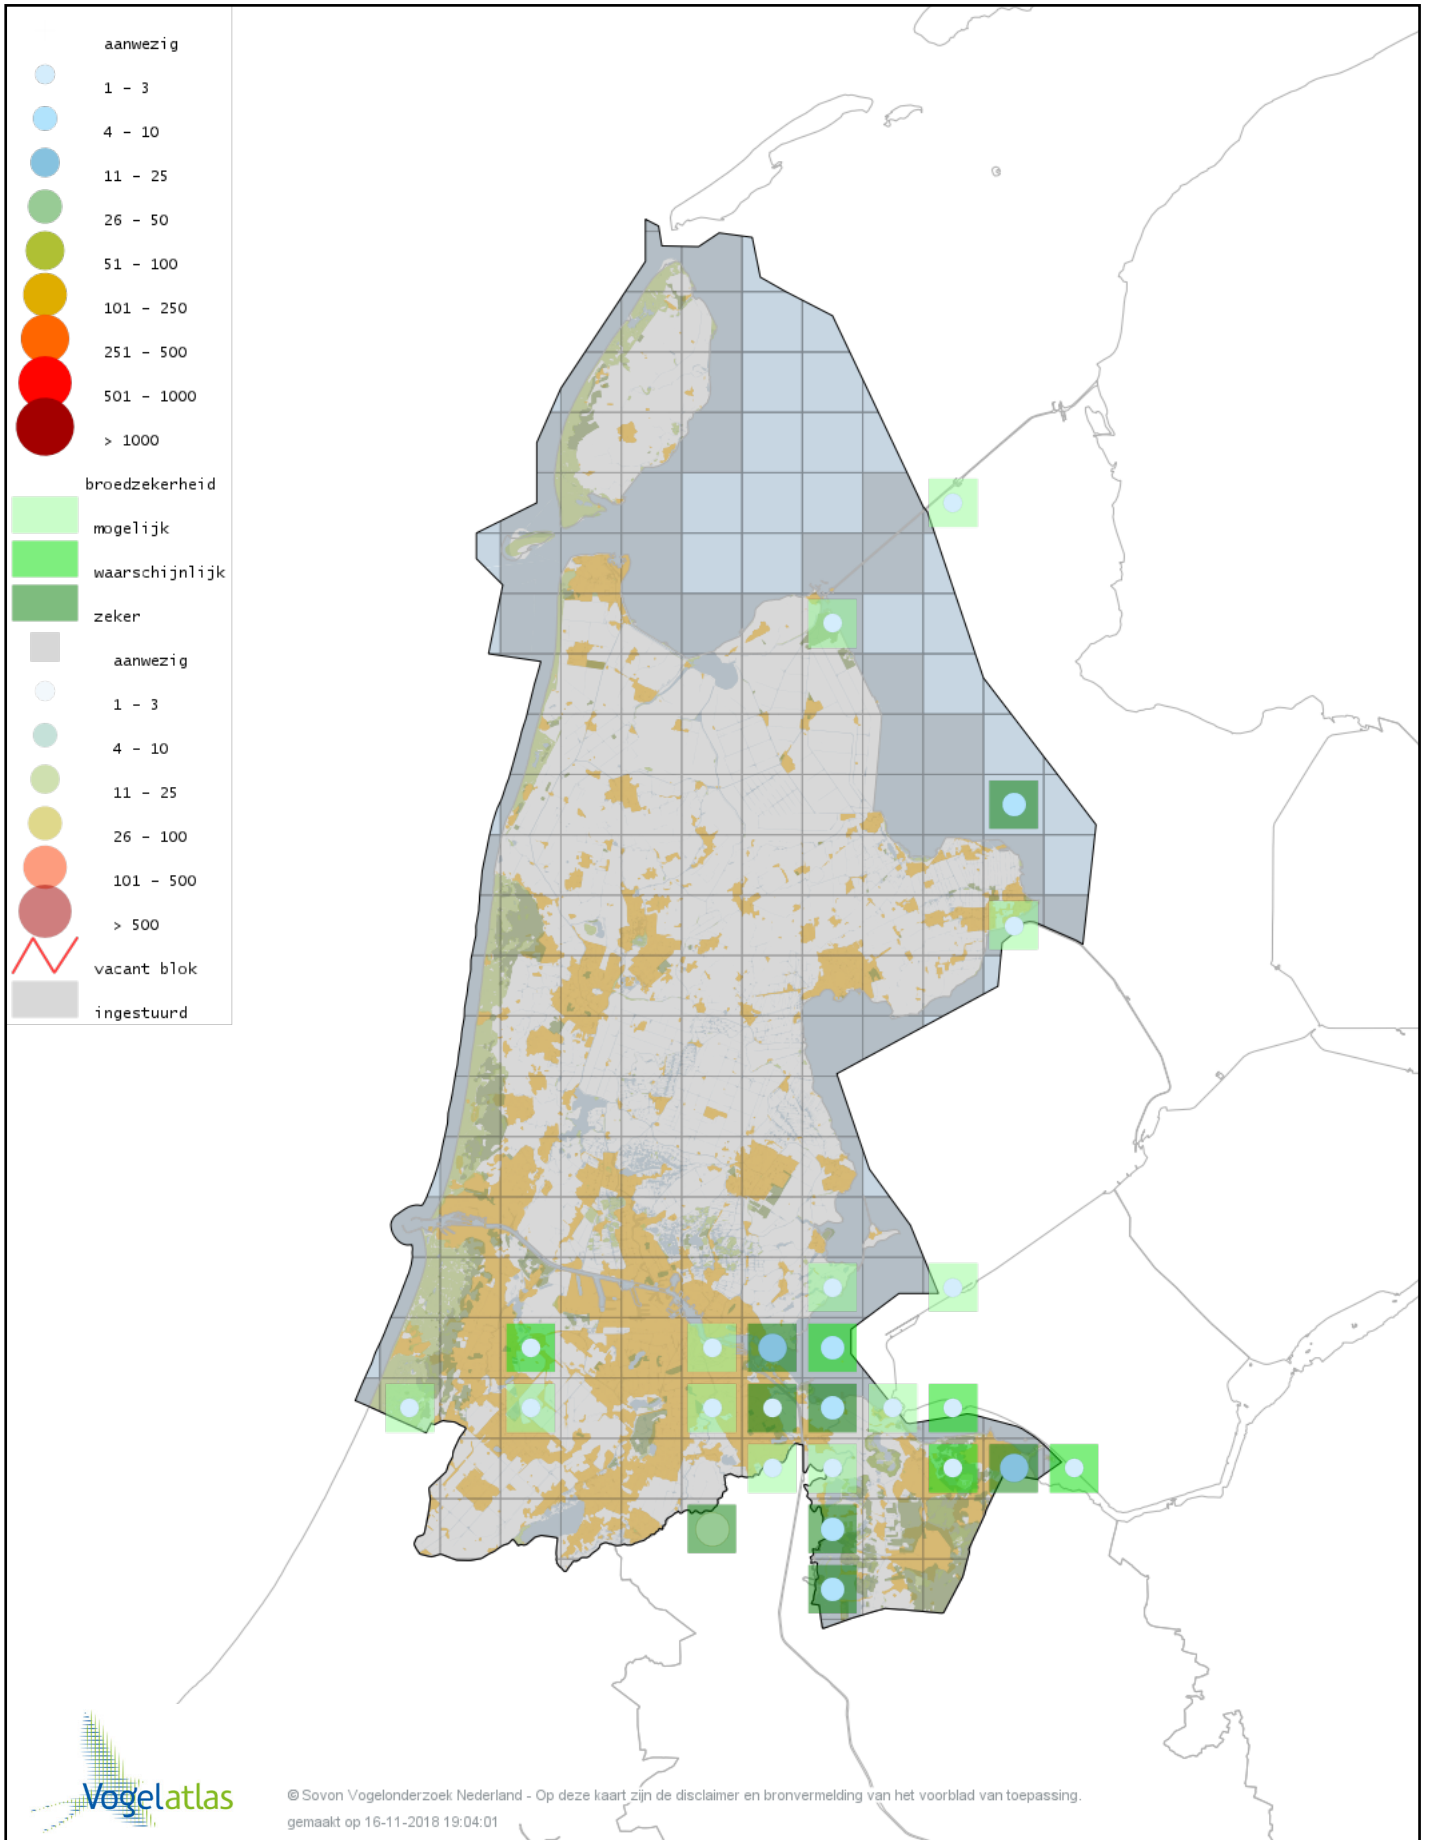 aanwezig
1 - 3
4 - 10
11 - 25
26 - 50
51 - 100
101 - 250
251 - 500
501 - 1000
> 1000
broedzekerheid
mogelijk
waarschijnlijk
zeker
aanwezig
1 - 3
4 - 10
11 - 25
26 - 100
101 - 500
> 500
vacant blok
ingestuurd
Vogelatlas
© Sovon Vogelonderzoek Nederland - Op deze kaart zijn de disclaimer en bronvermelding van het voorblad van toepassing.
gemaakt op 16-11-2018 19:04:01